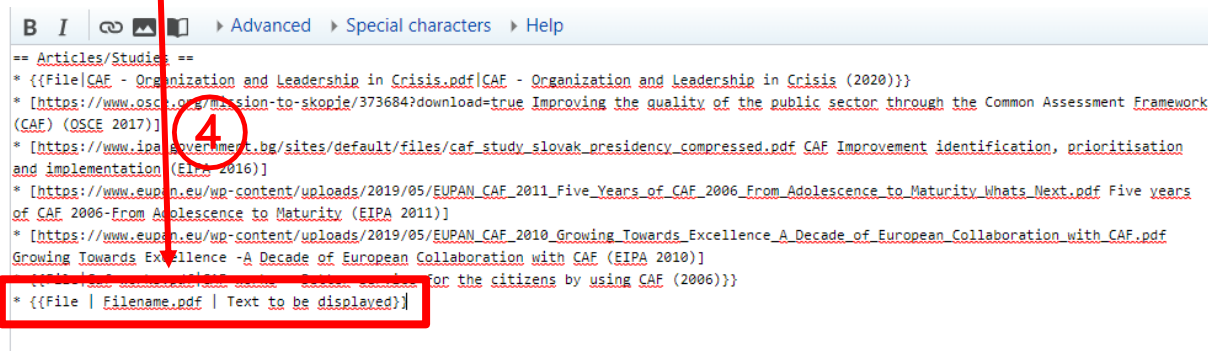 B I Advanced Special characters Help
== Articles/Studies ==
* {{File|CAF - Organization and Leadership in Crisis.pdf|CAF - Organization and Leadership in Crisis (2020)}}
* [https://www.osce.org/mission-to-skopje/373684?download=true Improving the quality of the public sector through the Common Assessment Framework
(CAF) (OSCE 2017)]
4
* [https://www.ipa.government.bg/sites/default/files/caf_study_slovak_presidency_compressed.pdf CAF Improvement identification, prioritisation
and implementation (EIPA 2016)]
* [https://www.eupan.eu/wp-content/uploads/2019/05/EUPAN_CAF_2011_Five_Years_of_CAF_2006_From_Adolescence_to_Maturity_Whats_Next.pdf Five years
of CAF 2006-From Adolescence to Maturity (EIPA 2011)]
* [https://www.eupan.eu/wp-content/uploads/2019/05/EUPAN_CAF_2010_Growing_Towards_Excellence_A_Decade_of_European_Collaboration_with_CAF.pdf
Growing Towards Excellence -A Decade of European Collaboration with CAF (EIPA 2010)]
for the citizens by using CAF (2006)}}
* {{File | Filename.pdf | Text to be displayed}}